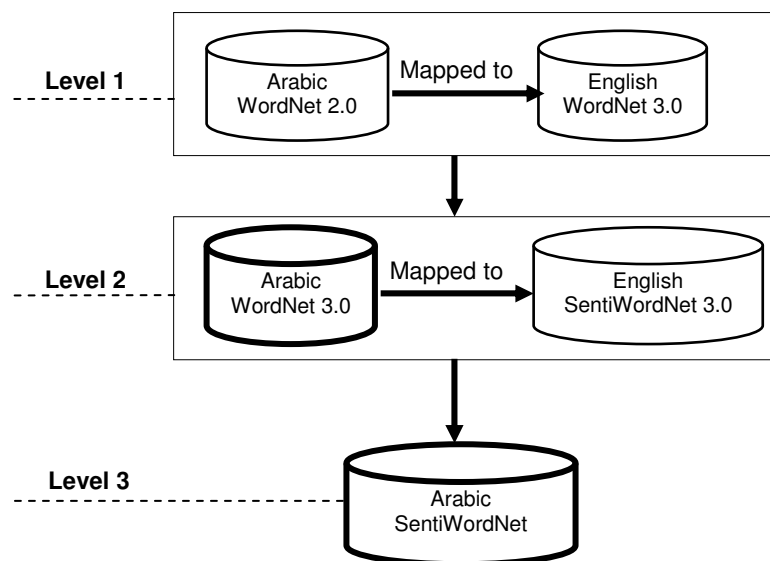 Level 1
Arabic
WordNet 2.0
Mapped to
English
WordNet 3.0
Level 2
Arabic
WordNet 3.0
Mapped to
English
SentiWordNet 3.0
Level 3
Arabic
SentiWordNet